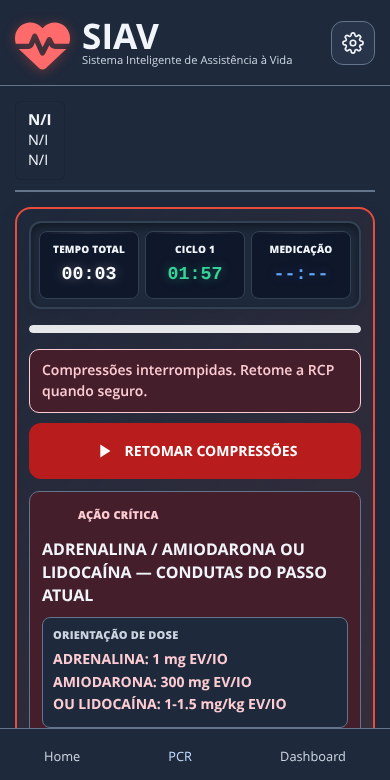 SIAV
Sistema Inteligente de Assistência à Vida
N/I
N/I
N/I
TEMPO TOTAL
00:03
CICLO 1
01:57
MEDICAÇÃO
--:--
Compressões interrompidas. Retome a RCP
quando seguro.
RETOMAR COMPRESSÕES
AÇÃO CRÍTICA
ADRENALINA / AMIODARONA OU
LIDOCAÍNA — CONDUTAS DO PASSO
ATUAL
ORIENTAÇÃO DE DOSE
ADRENALINA: 1 mg EV/IO
AMIODARONA: 300 mg EV/IO
OU LIDOCAÍNA: 1-1.5 mg/kg EV/IO
Home
PCR
Dashboard